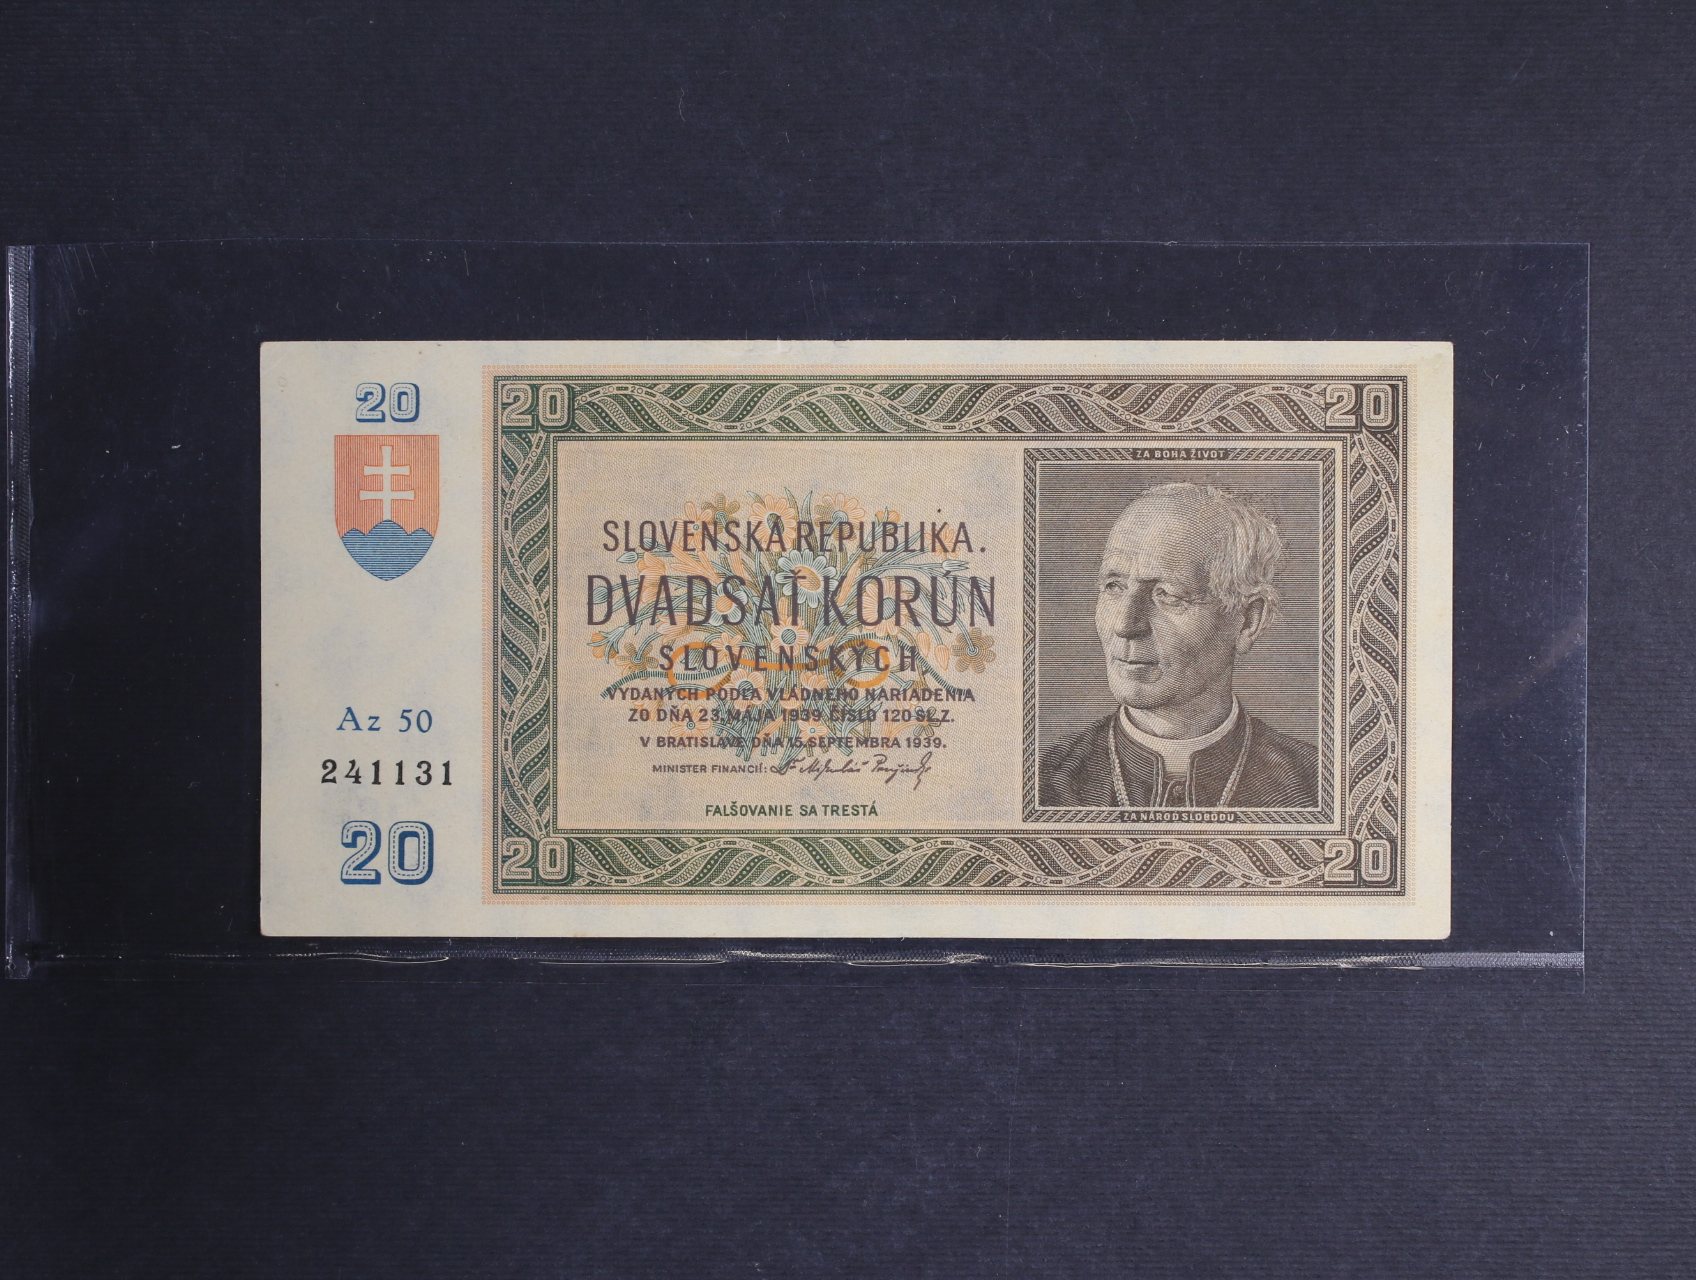 20
20
20
ZA BOHA ŽIVOT
SLOVENSKÁ REPUBLIKA.
DVADSAŤ KORÚN
SLOVENSKÝCH
VYDANÝCH PODĽA VLÁDNEHO NARIADENIA
ZO DŇA 23. MÁJA 1939 ČÍSLO 120 SL. Z.
V BRATISLAVE DŇA 15. SEPTEMBRA 1939.
MINISTER FINANCIÍ:
FALŠOVANIE SA TRESTÁ
ZA NÁROD SLOBODU
Az 50
241131
20
20
20